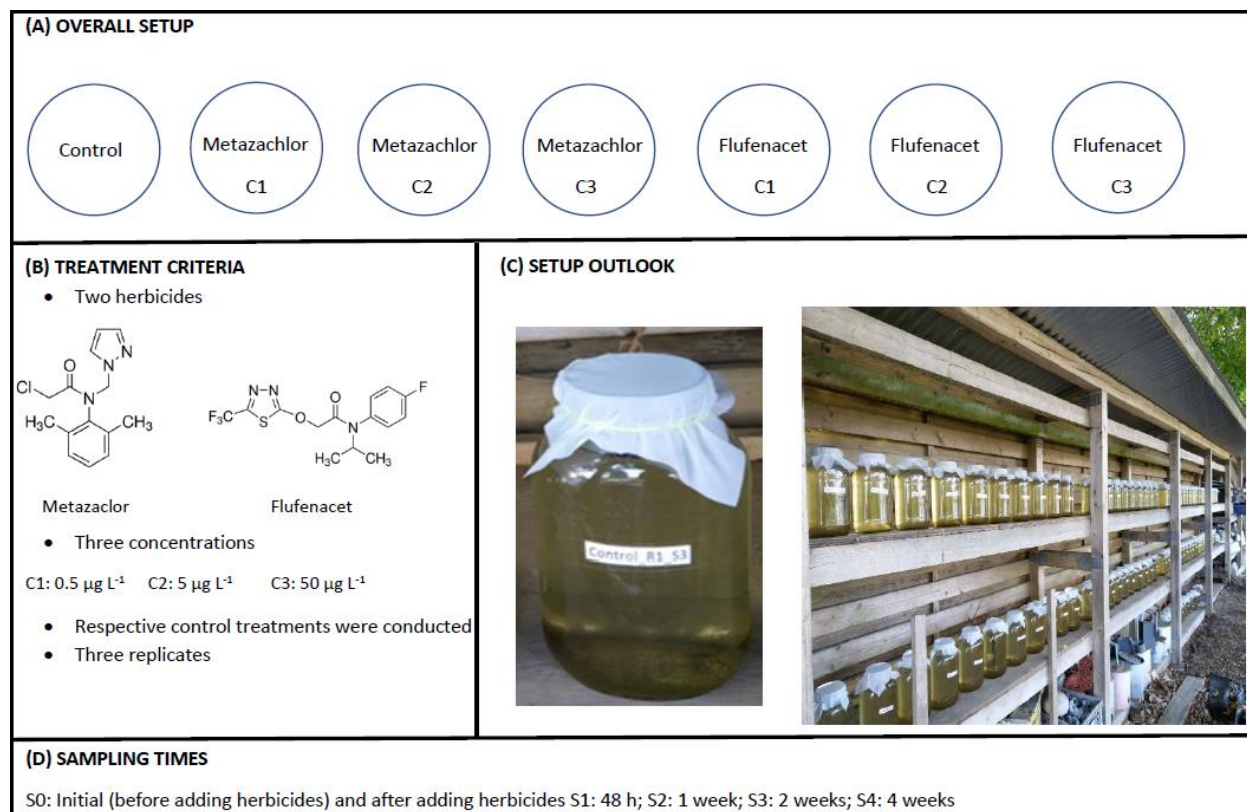 (A) OVERALL SETUP
Control
Metazachlor
C1
Metazachlor
C2
Metazachlor
C3
Flufenacet
C1
Flufenacet
C2
Flufenacet
C3
(B) TREATMENT CRITERIA
• Two herbicides
N
N
O
Cl
N
H₃C
CH₃
N–N
F₃C
S
O
O
N
F
H₃C
CH₃
Metazaclor Flufenacet
• Three concentrations
C1: 0.5 µg L⁻¹ C2: 5 µg L⁻¹ C3: 50 µg L⁻¹
• Respective control treatments were conducted
• Three replicates
(C) SETUP OUTLOOK
Control_R1_S3
(D) SAMPLING TIMES
S0: Initial (before adding herbicides) and after adding herbicides S1: 48 h; S2: 1 week; S3: 2 weeks; S4: 4 weeks